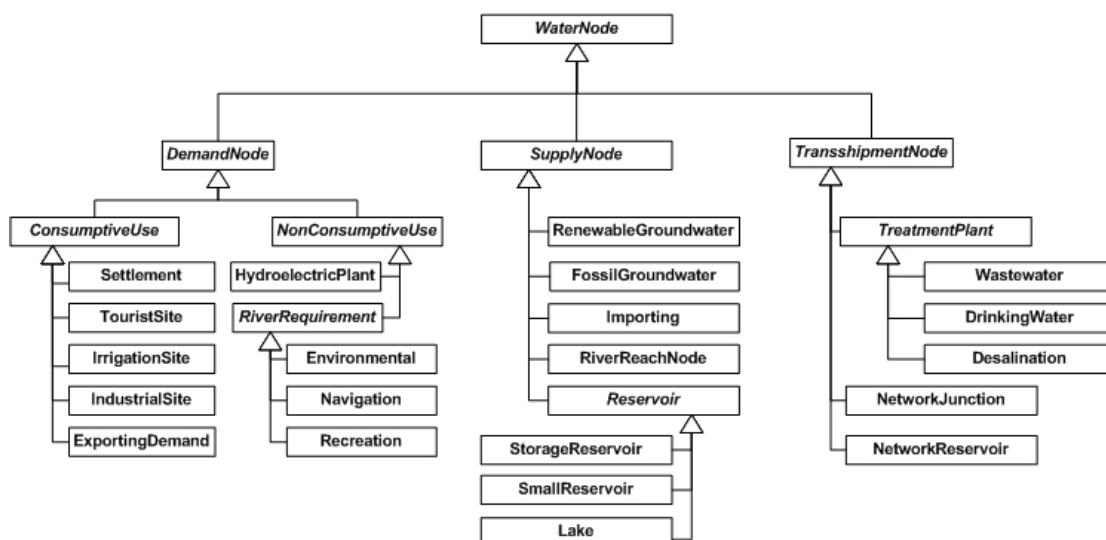 WaterNode
DemandNode
SupplyNode
TransshipmentNode
ConsumptiveUse
NonConsumptiveUse
RenewableGroundwater
TreatmentPlant
Settlement
HydroelectricPlant
FossilGroundwater
Wastewater
TouristSite
RiverRequirement
Importing
DrinkingWater
IrrigationSite
Environmental
RiverReachNode
Desalination
IndustrialSite
Navigation
Reservoir
NetworkJunction
ExportingDemand
Recreation
StorageReservoir
NetworkReservoir
SmallReservoir
Lake